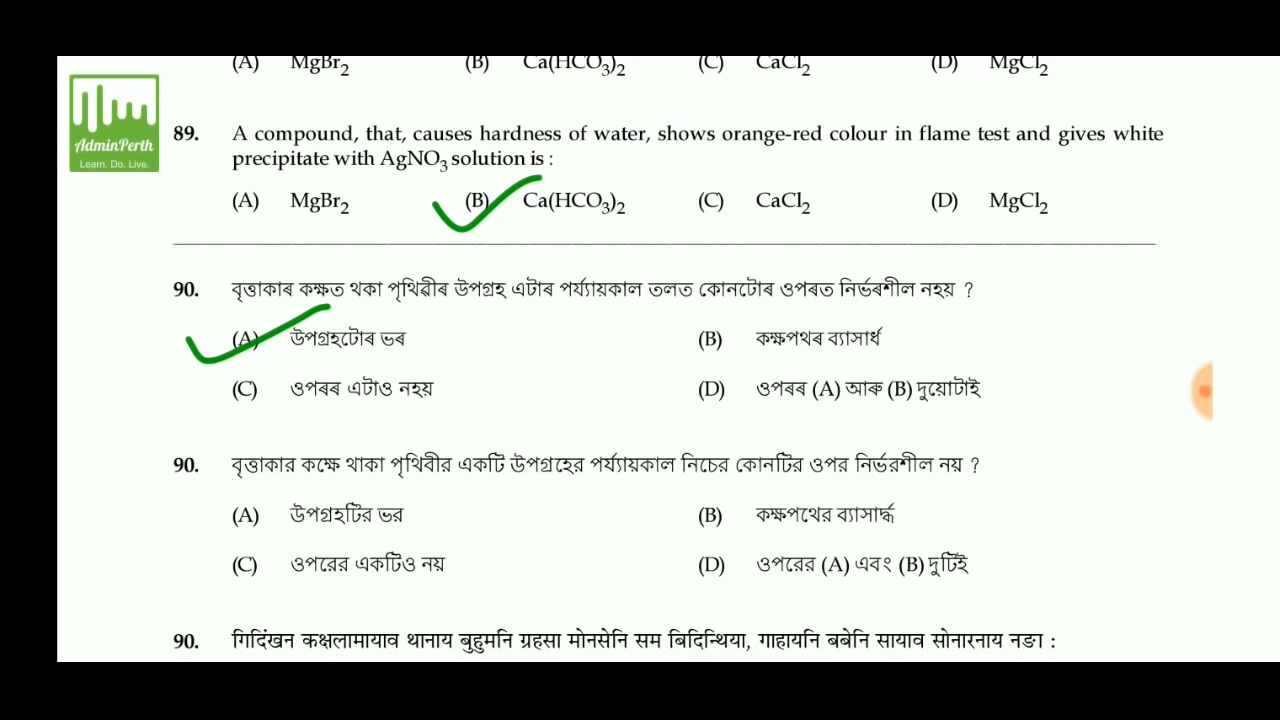 (A) MgBr2 (B) Ca(HCO3)2 (C) CaCl2 (D) MgCl2
AdminPerth
Learn. Do. Live.
89. A compound, that, causes hardness of water, shows orange-red colour in flame test and gives white
precipitate with AgNO3 solution is :
(A) MgBr2 (B) Ca(HCO3)2 (C) CaCl2 (D) MgCl2
90. বৃত্তাকাৰ কক্ষত থকা পৃথিৱীৰ উপগ্ৰহ এটাৰ পৰ্য্যায়কাল তলত কোনটোৰ ওপৰত নিৰ্ভৰশীল নহয় ?
(A) উপগ্ৰহটোৰ ভৰ (B) কক্ষপথৰ ব্যাসাৰ্ধ
(C) ওপৰৰ এটাও নহয় (D) ওপৰৰ (A) আৰু (B) দুয়োটাই
90. বৃত্তাকার কক্ষে থাকা পৃথিবীর একটি উপগ্রহের পর্য্যায়কাল নিচের কোনটির ওপর নির্ভরশীল নয় ?
(A) উপগ্রহটির ভর (B) কক্ষপথের ব্যাসার্দ্ধ
(C) ওপরের একটিও নয় (D) ওপরের (A) এবং (B) দুটিই
90. गिदिंखन कक्षलामायाव थानाय बुहुमनि ग्रहसा मोनसेनि सम बिदिन्थिया, गाहायनि बबेनि सायाव सोनारनाय नङा :